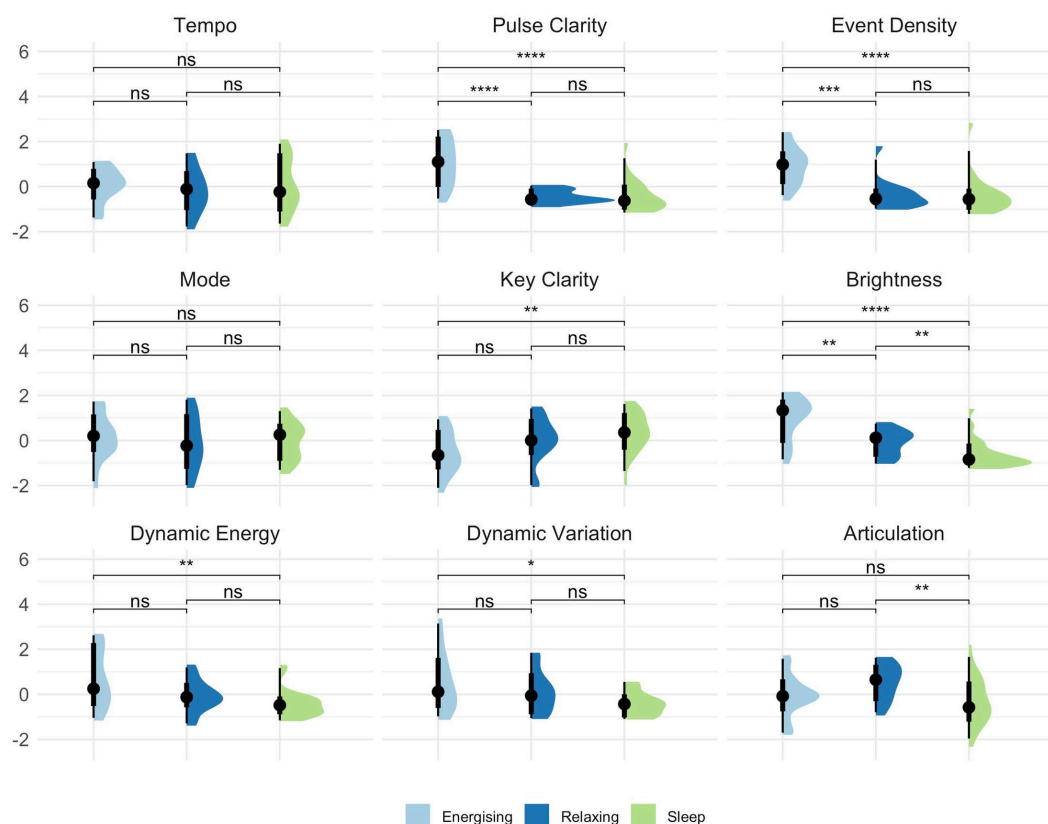 Tempo Pulse Clarity Event Density
6
ns **** ****
4
ns ns **** ns *** ns
2
0
-2
Mode Key Clarity Brightness
6
ns ** ****
4
ns ns ns ns ** **
2
0
-2
Dynamic Energy Dynamic Variation Articulation
6
** * ns
4
ns ns ns ns ns **
2
0
-2
Energising Relaxing Sleep